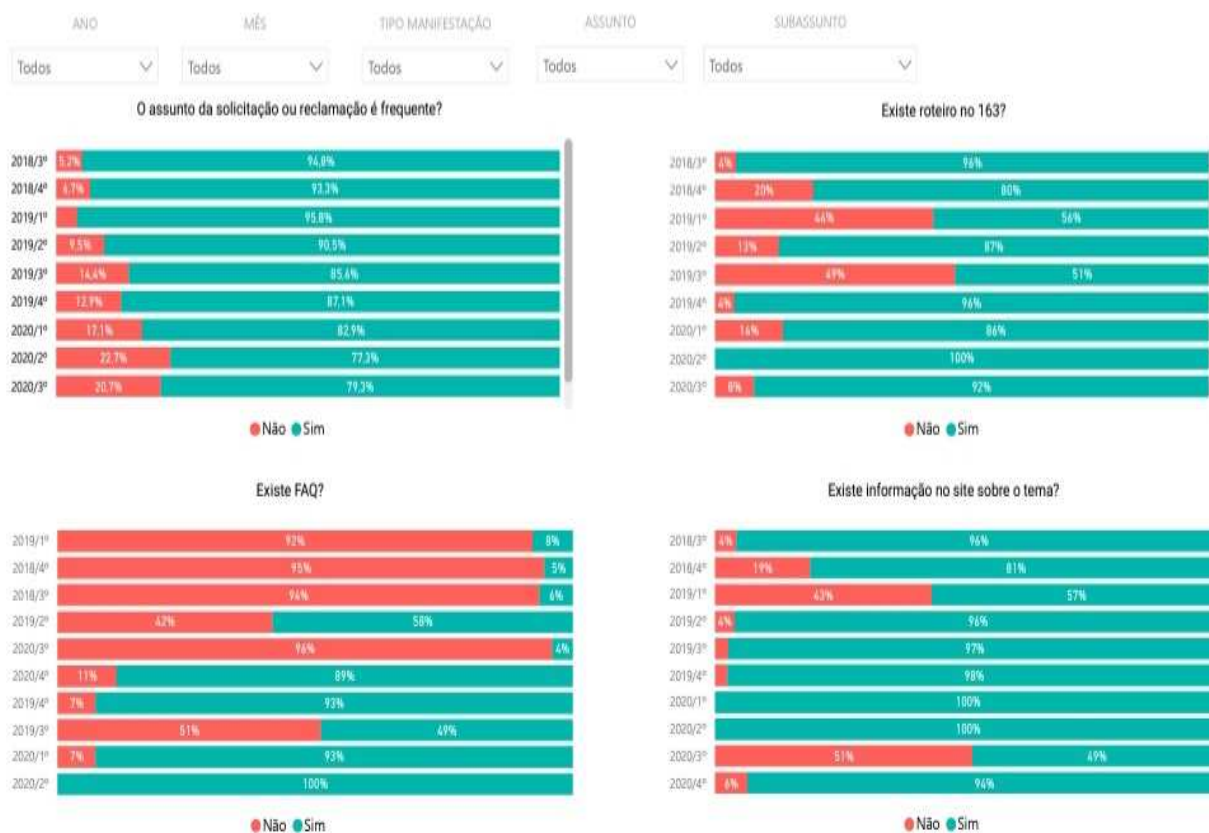 ANO MÊS TIPO MANIFESTAÇÃO ASSUNTO SUBASSUNTO
Todos Todos Todos Todos Todos
O assunto da solicitação ou reclamação é frequente?
2018/3º 5,2% 94,8%
2018/4º 6,7% 93,3%
2019/1º 95,8%
2019/2º 9,5% 90,5%
2019/3º 14,4% 85,6%
2019/4º 12,9% 87,1%
2020/1º 17,1% 82,9%
2020/2º 22,7% 77,3%
2020/3º 20,7% 79,3%
Não Sim
Existe roteiro no 163?
2018/3º 4% 96%
2018/4º 20% 80%
2019/1º 44% 56%
2019/2º 13% 87%
2019/3º 49% 51%
2019/4º 4% 96%
2020/1º 14% 86%
2020/2º 100%
2020/3º 8% 92%
Não Sim
Existe FAQ?
2019/1º 92% 8%
2018/4º 95% 5%
2018/3º 94% 6%
2019/2º 42% 58%
2020/3º 96% 4%
2020/4º 11% 89%
2019/4º 7% 93%
2019/3º 51% 49%
2020/1º 7% 93%
2020/2º 100%
Não Sim
Existe informação no site sobre o tema?
2018/3º 4% 96%
2018/4º 19% 81%
2019/1º 43% 57%
2019/2º 4% 96%
2019/3º 97%
2019/4º 98%
2020/1º 100%
2020/2º 100%
2020/3º 51% 49%
2020/4º 6% 94%
Não Sim